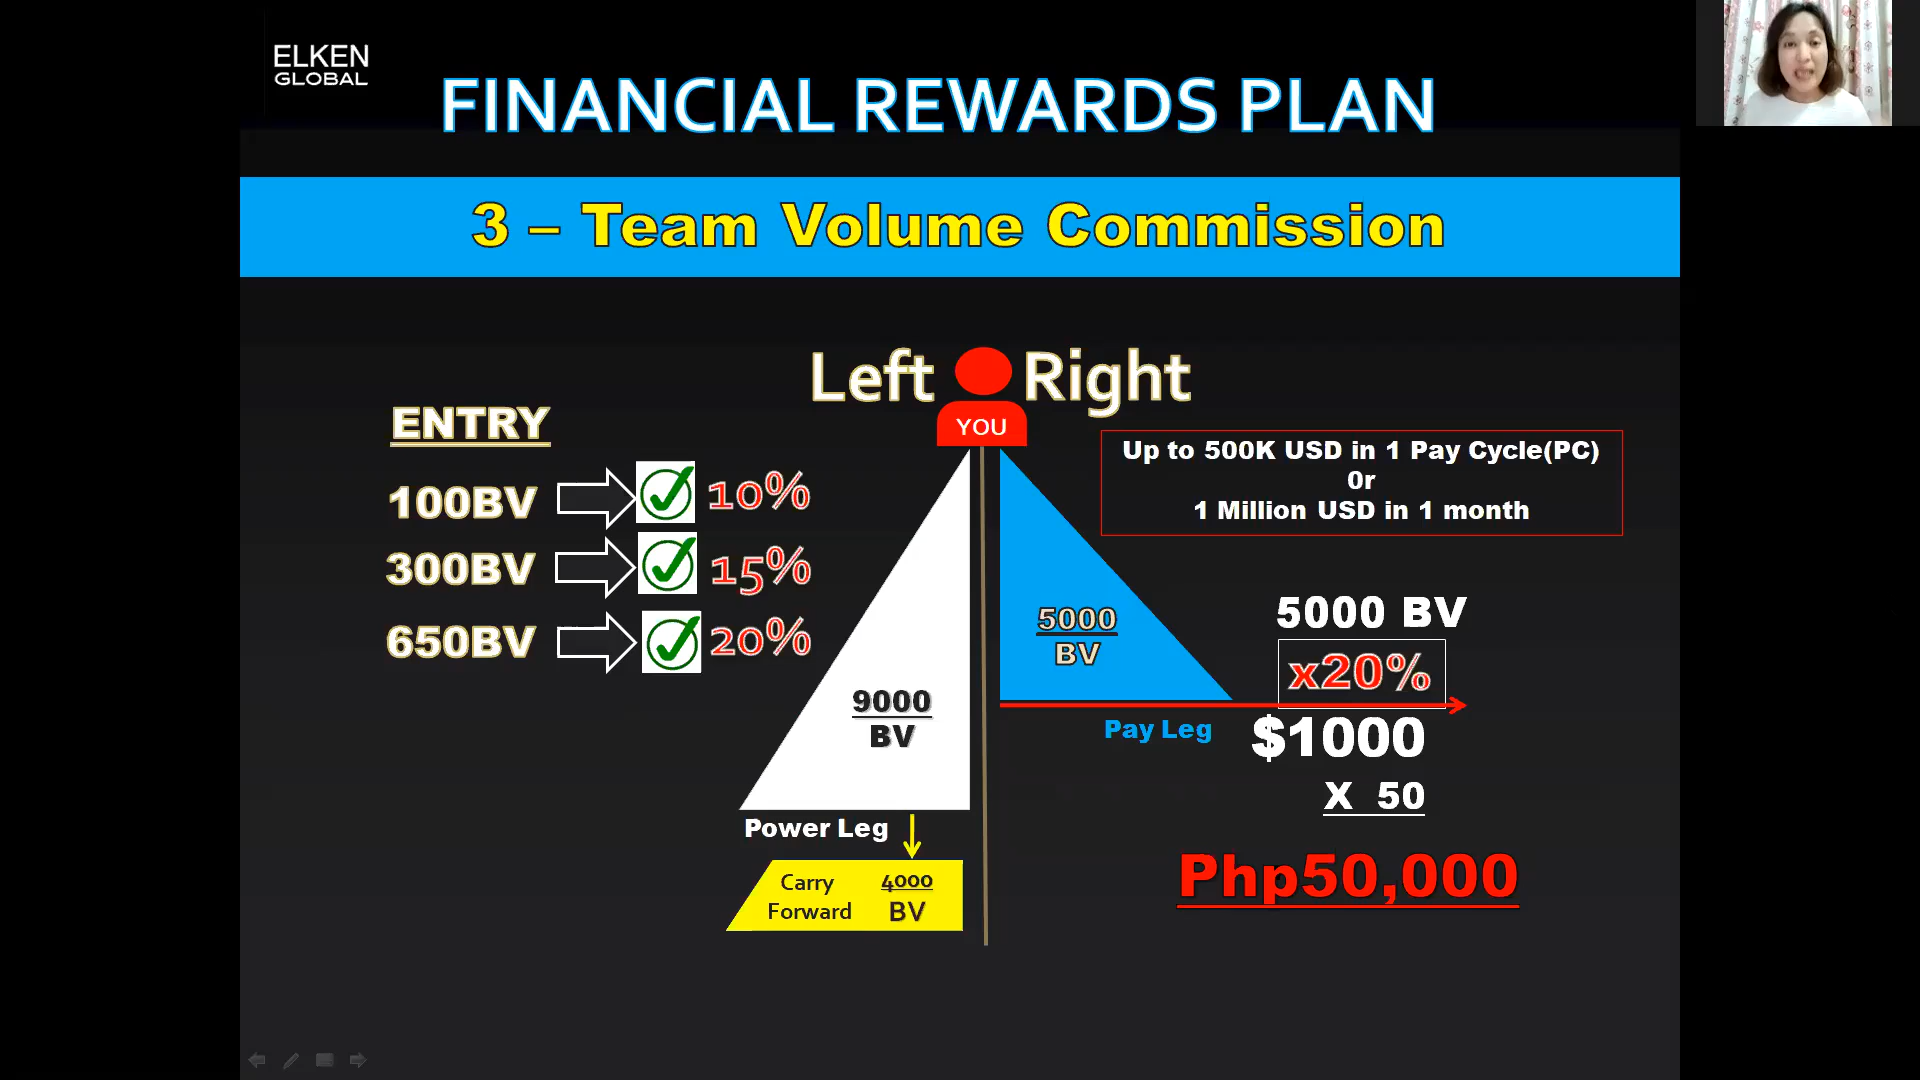 ELKEN
GLOBAL
FINANCIAL REWARDS PLAN
3 – Team Volume Commission
Left
Right
YOU
ENTRY
100BV
10%
300BV
15%
650BV
20%
Up to 500K USD in 1 Pay Cycle(PC)
0r
1 Million USD in 1 month
9000
BV
Power Leg
Carry
Forward
4000
BV
5000
BV
Pay Leg
5000 BV
x20%
$1000
X 50
Php50,000